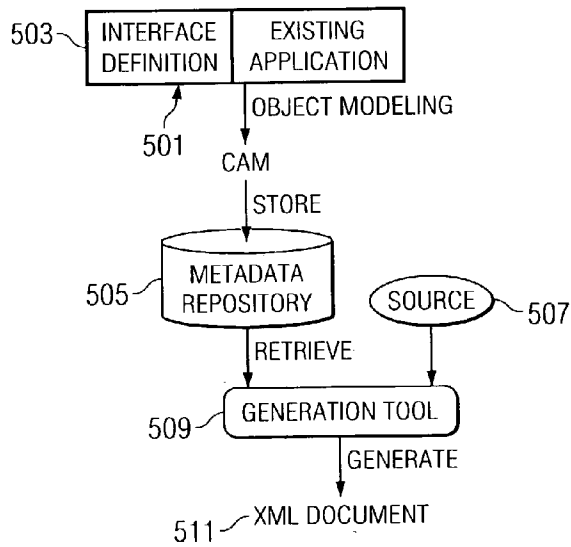 503
INTERFACE
DEFINITION
EXISTING
APPLICATION
501
OBJECT MODELING
CAM
STORE
505
METADATA
REPOSITORY
SOURCE
507
RETRIEVE
509
GENERATION TOOL
GENERATE
511
XML DOCUMENT